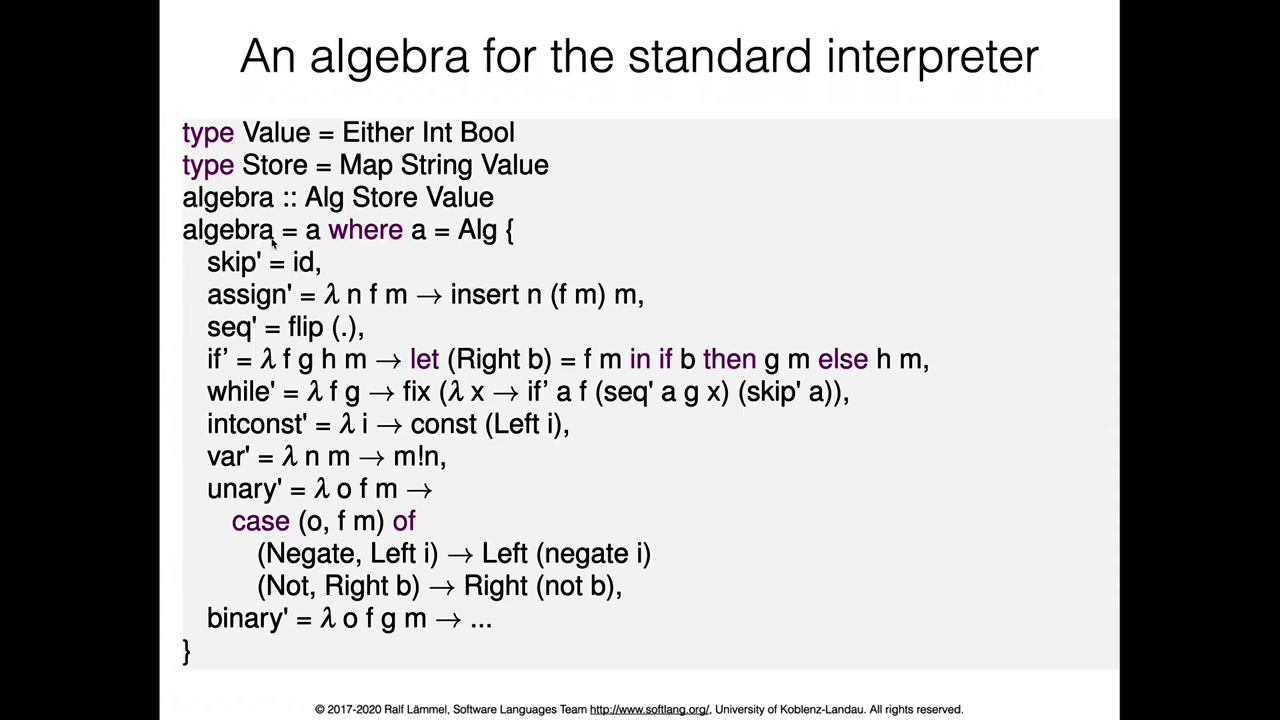 An algebra for the standard interpreter
type Value = Either Int Bool
type Store = Map String Value
algebra :: Alg Store Value
algebra = a where a = Alg {
skip' = id,
assign' = λ n f m → insert n (f m) m,
seq' = flip (.),
if’ = λ f g h m → let (Right b) = f m in if b then g m else h m,
while' = λ f g → fix (λ x → if’ a f (seq' a g x) (skip' a)),
intconst' = λ i → const (Left i),
var' = λ n m → m!n,
unary' = λ o f m →
case (o, f m) of
(Negate, Left i) → Left (negate i)
(Not, Right b) → Right (not b),
binary' = λ o f g m → ...
}
© 2017-2020 Ralf Lämmel, Software Languages Team http://www.softlang.org/, University of Koblenz-Landau. All rights reserved.